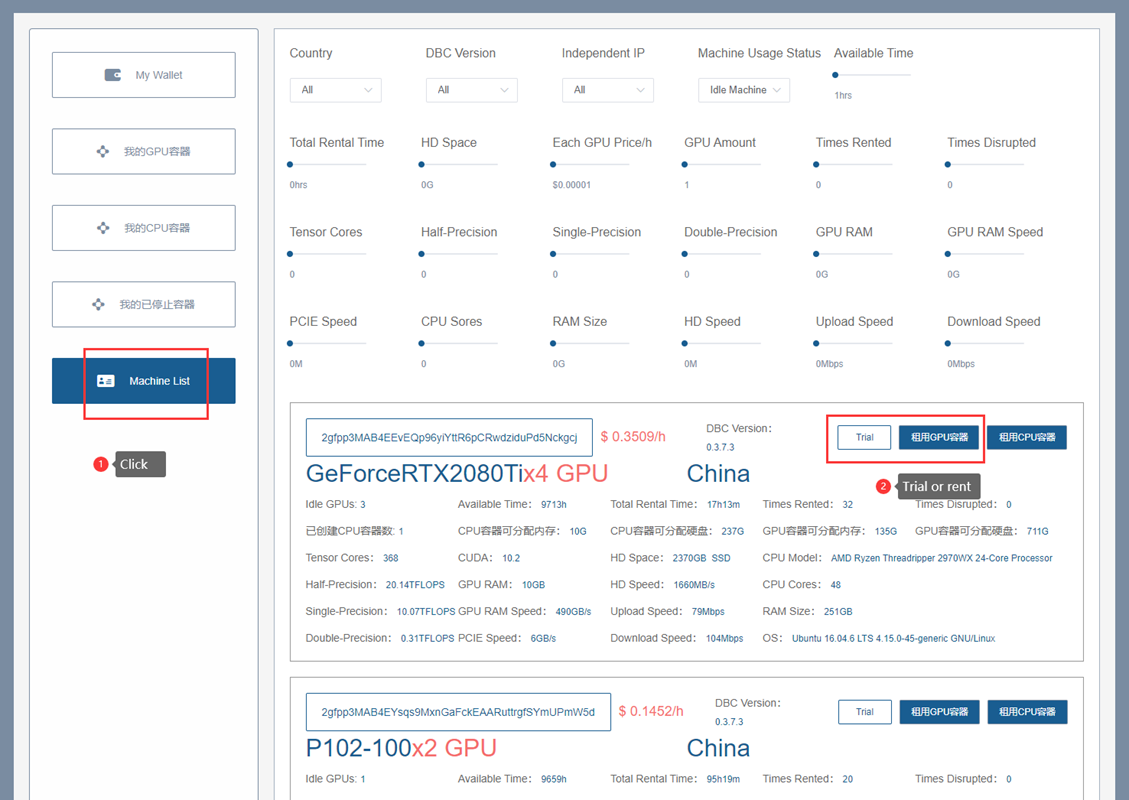 My Wallet
我的GPU容器
我的CPU容器
我的已停止容器
Machine List
1 Click
Country DBC Version Independent IP Machine Usage Status Available Time
All All All Idle Machine
1hrs
Total Rental Time HD Space Each GPU Price/h GPU Amount Times Rented Times Disrupted
0hrs 0G $0.00001 1 0 0
Tensor Cores Half-Precision Single-Precision Double-Precision GPU RAM GPU RAM Speed
0 0 0 0 0G 0G
PCIE Speed CPU Sores RAM Size HD Speed Upload Speed Download Speed
0M 0 0G 0M 0Mbps 0Mbps
2gfpp3MAB4EEvEQp96yiYttR6pCRwdziduPd5Nckgcj $ 0.3509/h DBC Version: 0.3.7.3 Trial 租用GPU容器 租用CPU容器
GeForceRTX2080Tix4 GPU China
2 Trial or rent
Idle GPUs: 3 Available Time: 9713h Total Rental Time: 17h13m Times Rented: 32 Times Disrupted: 0
已创建CPU容器数: 1 CPU容器可分配内存: 10G CPU容器可分配硬盘: 237G GPU容器可分配内存: 135G GPU容器可分配硬盘: 711G
Tensor Cores: 368 CUDA: 10.2 HD Space: 2370GB SSD CPU Model: AMD Ryzen Threadripper 2970WX 24-Core Processor
Half-Precision: 20.14TFLOPS GPU RAM: 10GB HD Speed: 1660MB/s CPU Cores: 48
Single-Precision: 10.07TFLOPS GPU RAM Speed: 490GB/s Upload Speed: 79Mbps RAM Size: 251GB
Double-Precision: 0.31TFLOPS PCIE Speed: 6GB/s Download Speed: 104Mbps OS: Ubuntu 16.04.6 LTS 4.15.0-45-generic GNU/Linux
2gfpp3MAB4EYsqs9MxnGaFckEAARuttrgfSYmUPmW5d $ 0.1452/h DBC Version: 0.3.7.3 Trial 租用GPU容器 租用CPU容器
P102-100x2 GPU China
Idle GPUs: 1 Available Time: 9659h Total Rental Time: 95h19m Times Rented: 20 Times Disrupted: 0